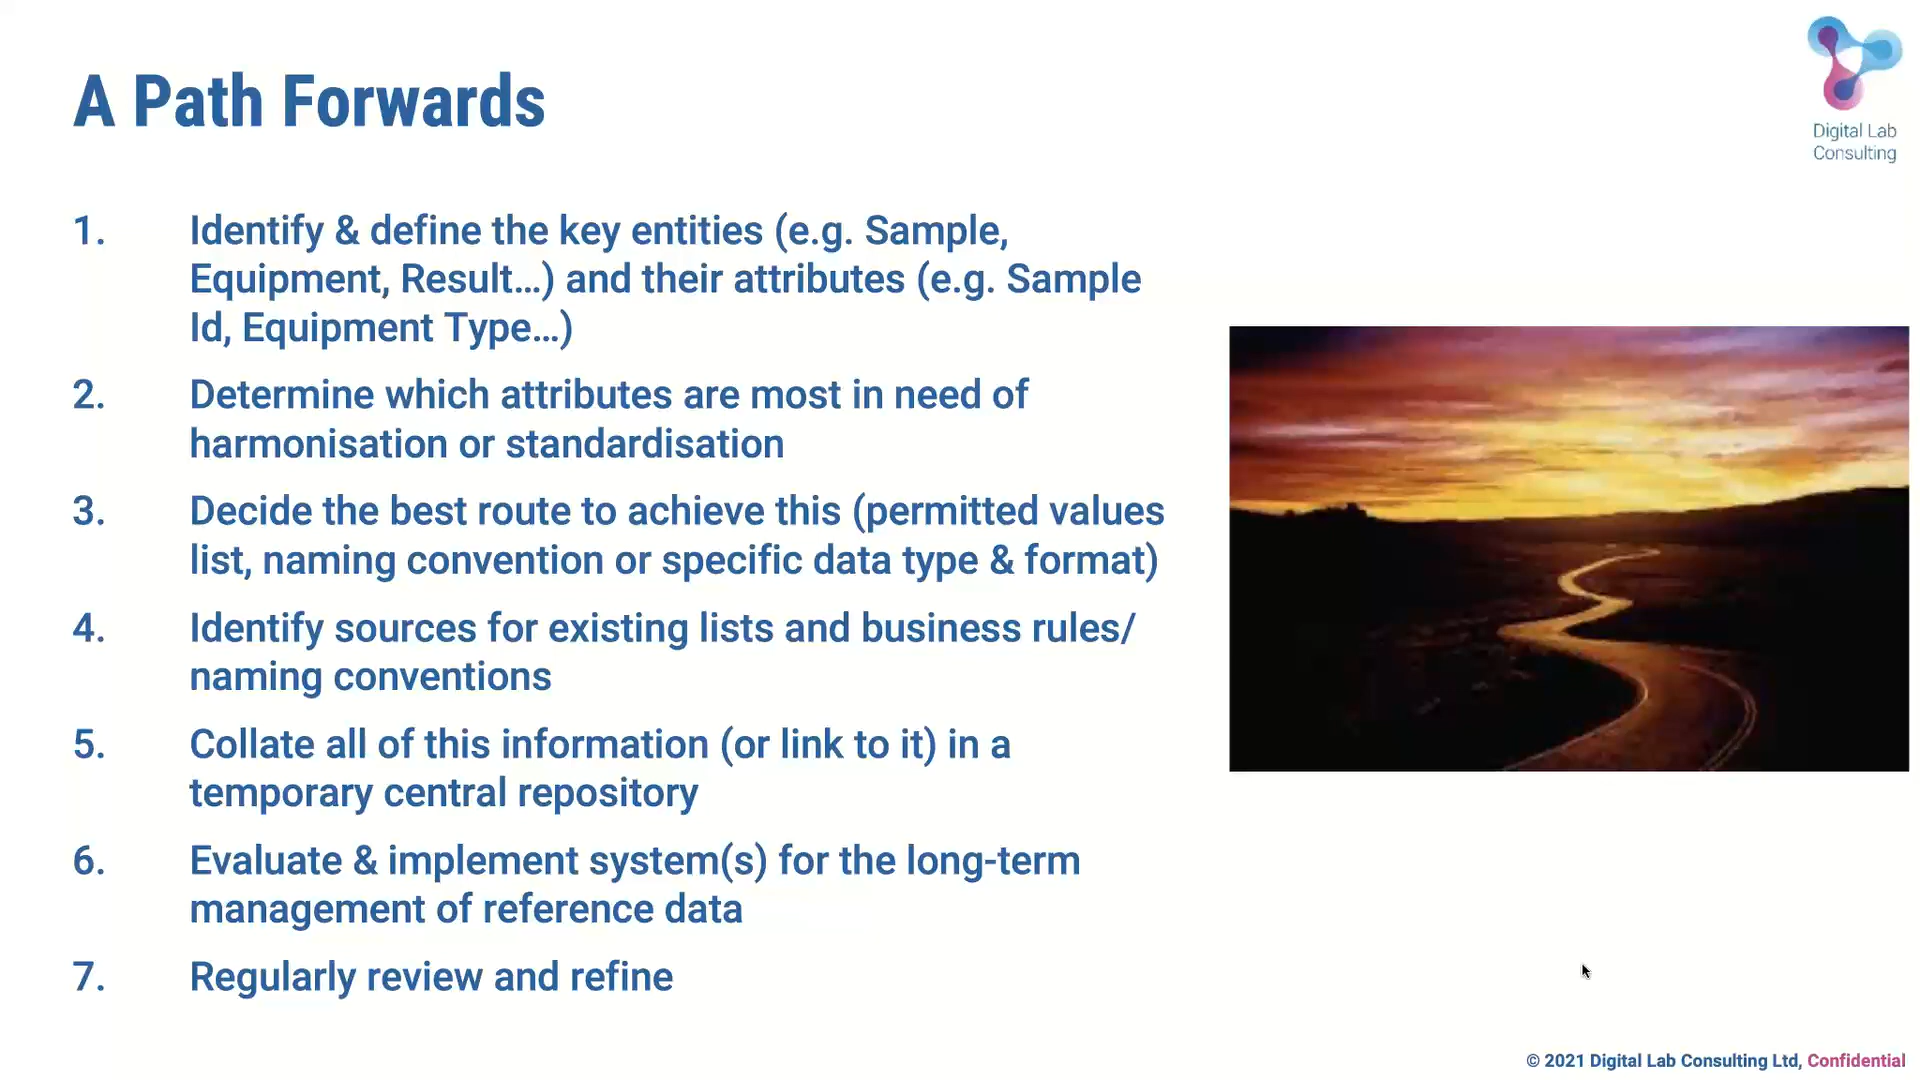 A Path Forwards
Digital Lab
Consulting
1. Identify & define the key entities (e.g. Sample,
Equipment, Result...) and their attributes (e.g. Sample
Id, Equipment Type...)
2. Determine which attributes are most in need of
harmonisation or standardisation
3. Decide the best route to achieve this (permitted values
list, naming convention or specific data type & format)
4. Identify sources for existing lists and business rules/
naming conventions
5. Collate all of this information (or link to it) in a
temporary central repository
6. Evaluate & implement system(s) for the long-term
management of reference data
7. Regularly review and refine
© 2021 Digital Lab Consulting Ltd, Confidential